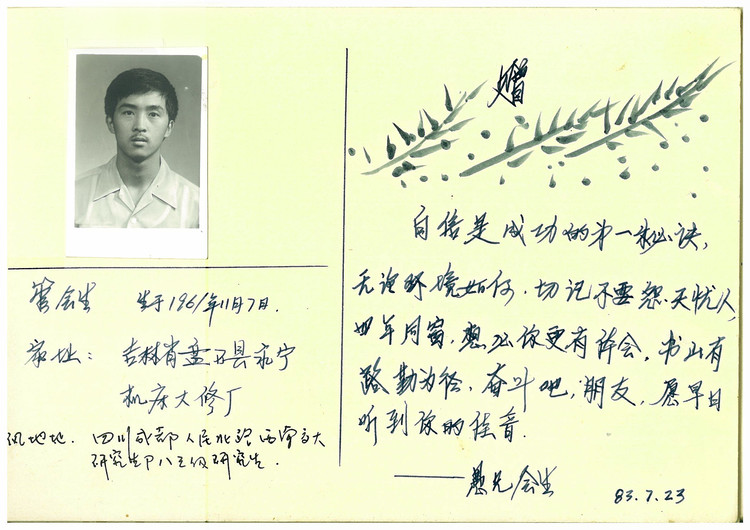 会生 生于1961年11月7日.
家址: 吉林省盘石县永宁
机床大修厂
现地址. 四川成都人民北路西南交大
研究生部八三级研究生.
赠
自信是成功的第一秘诀,
无论环境如何,切记不要怨天忧人,
四年同窗,想必你更有体会,书山有
路勤为径,奋斗吧,朋友,愿早日
听到你的佳音.
——愚兄会生
83.7.23